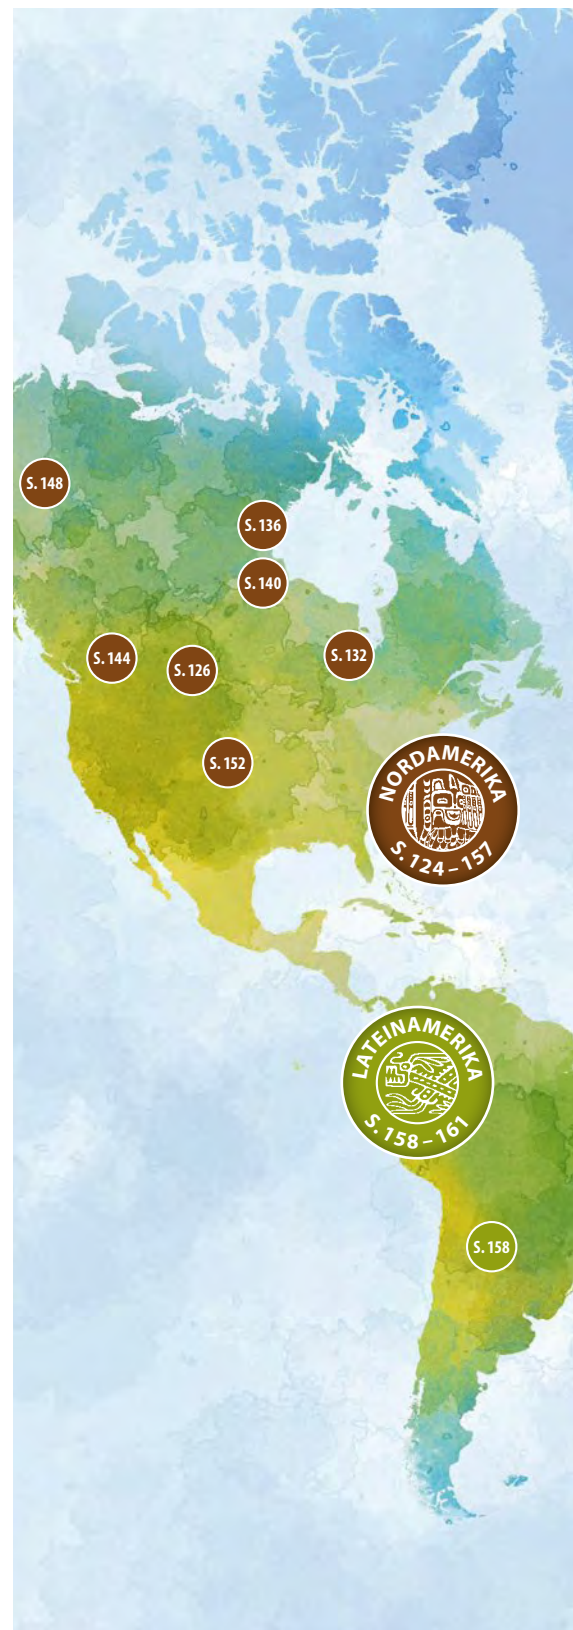 S. 148
S. 136
S. 140
S. 132
S. 144
S. 126
S. 152
NORDAMERIKA
S. 124 – 157
LATEINAMERIKA
S. 158 – 161
S. 158